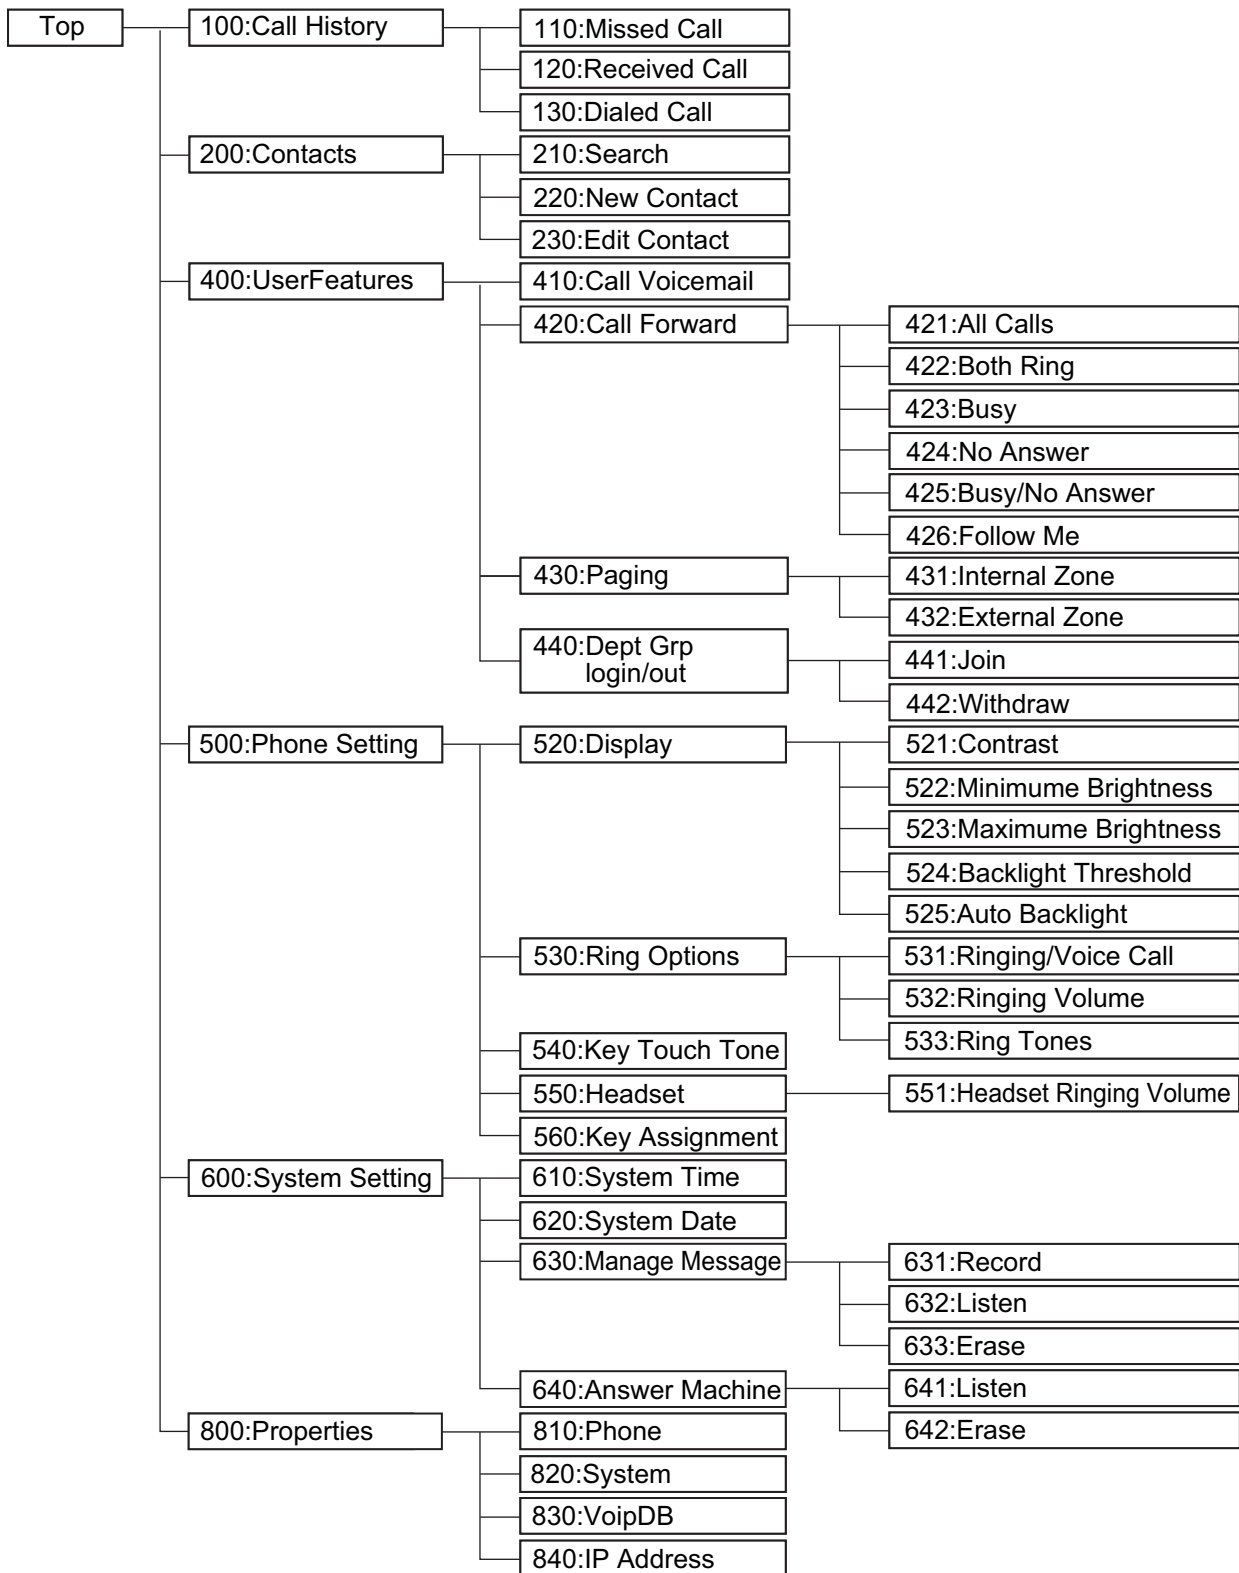 Top
100:Call History
110:Missed Call
120:Received Call
130:Dialed Call
200:Contacts
210:Search
220:New Contact
230:Edit Contact
400:UserFeatures
410:Call Voicemail
420:Call Forward
421:All Calls
422:Both Ring
423:Busy
424:No Answer
425:Busy/No Answer
426:Follow Me
430:Paging
431:Internal Zone
432:External Zone
440:Dept Grp
login/out
441:Join
442:Withdraw
500:Phone Setting
520:Display
521:Contrast
522:Minimume Brightness
523:Maximume Brightness
524:Backlight Threshold
525:Auto Backlight
530:Ring Options
531:Ringing/Voice Call
532:Ringing Volume
533:Ring Tones
540:Key Touch Tone
550:Headset
551:Headset Ringing Volume
560:Key Assignment
600:System Setting
610:System Time
620:System Date
630:Manage Message
631:Record
632:Listen
633:Erase
640:Answer Machine
641:Listen
642:Erase
800:Properties
810:Phone
820:System
830:VoipDB
840:IP Address